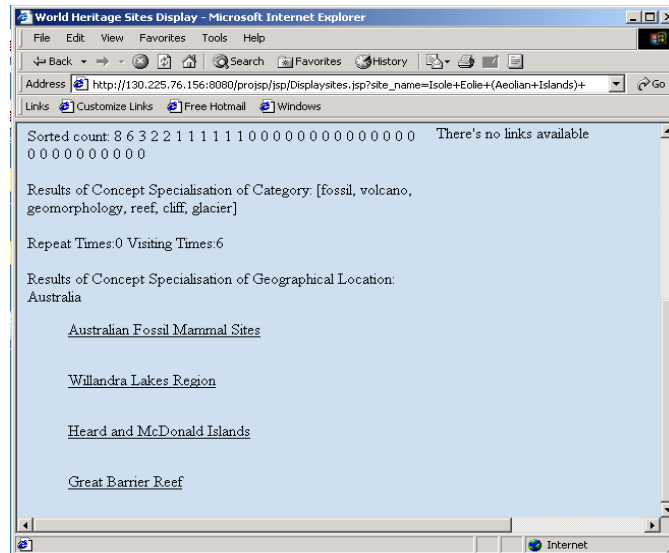 World Heritage Sites Display - Microsoft Internet Explorer
File Edit View Favorites Tools Help
Back Search Favorites History
Address http://130.225.76.156:8080/projsp/jsp/Displaysites.jsp?site_name=Isole+Eolie+(Aeolian+Islands)+ Go
Links Customize Links Free Hotmail Windows
Sorted count: 8 6 3 2 2 1 1 1 1 1 1 0 0 0 0 0 0 0 0 0 0 0 0 0 0 There's no links available
0 0 0 0 0 0 0 0 0 0
Results of Concept Specialisation of Category: [fossil, volcano,
geomorphology, reef, cliff, glacier]
Repeat Times:0 Visiting Times:6
Results of Concept Specialisation of Geographical Location:
Australia
Australian Fossil Mammal Sites
Willandra Lakes Region
Heard and McDonald Islands
Great Barrier Reef
Internet